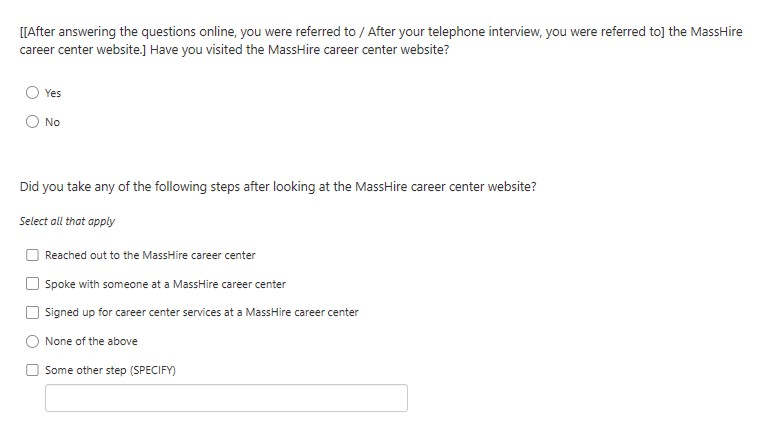 [[After answering the questions online, you were referred to / After your telephone interview, you were referred to] the MassHire
career center website.] Have you visited the MassHire career center website?
Yes
No
Did you take any of the following steps after looking at the MassHire career center website?
Select all that apply
Reached out to the MassHire career center
Spoke with someone at a MassHire career center
Signed up for career center services at a MassHire career center
None of the above
Some other step (SPECIFY)